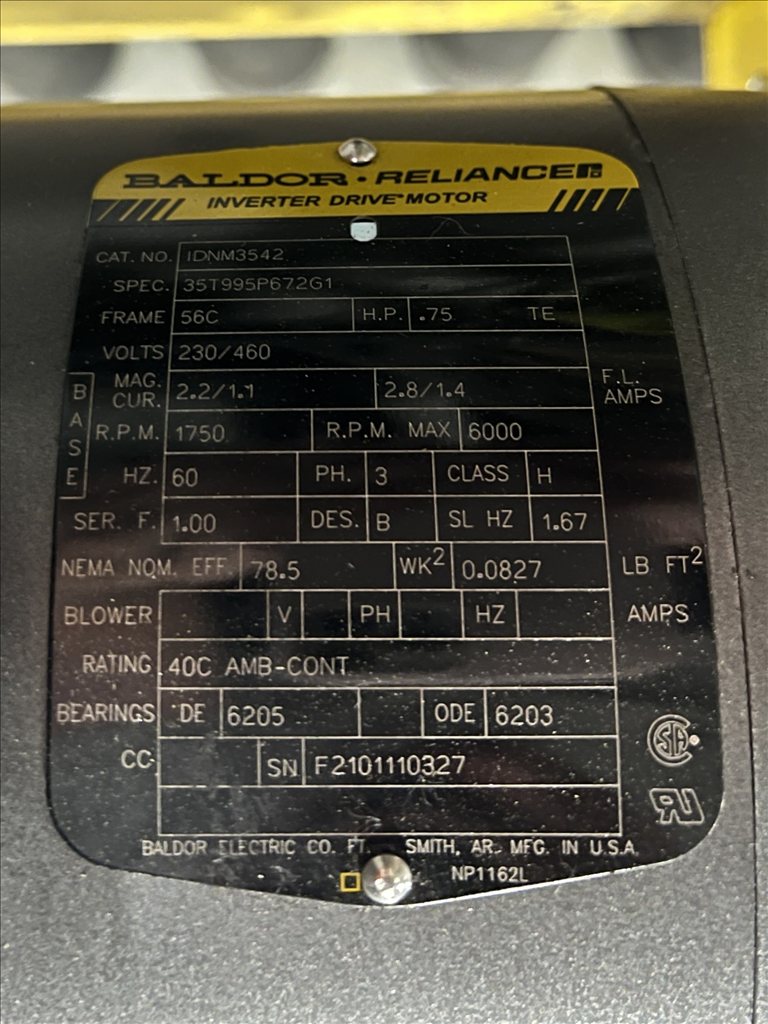 BALDOR • RELIANCE
INVERTER DRIVE MOTOR
CAT. NO. IDNM3542
SPEC. 35T995P672G1
FRAME 56C H.P. .75 TE
VOLTS 230/460
BASE
MAG. CUR. 2.2/1.1 2.8/1.4 F.L. AMPS
R.P.M. 1750 R.P.M. MAX 6000
HZ. 60 PH. 3 CLASS H
SER. F. 1.00 DES. B SL HZ 1.67
NEMA NOM. EFF. 78.5 WK² 0.0827 LB FT²
BLOWER V PH HZ AMPS
RATING 40C AMB-CONT
BEARINGS DE 6205 ODE 6203
CC SN F2101110327
BALDOR ELECTRIC CO. FT. SMITH, AR. MFG. IN U.S.A.
NP1162L